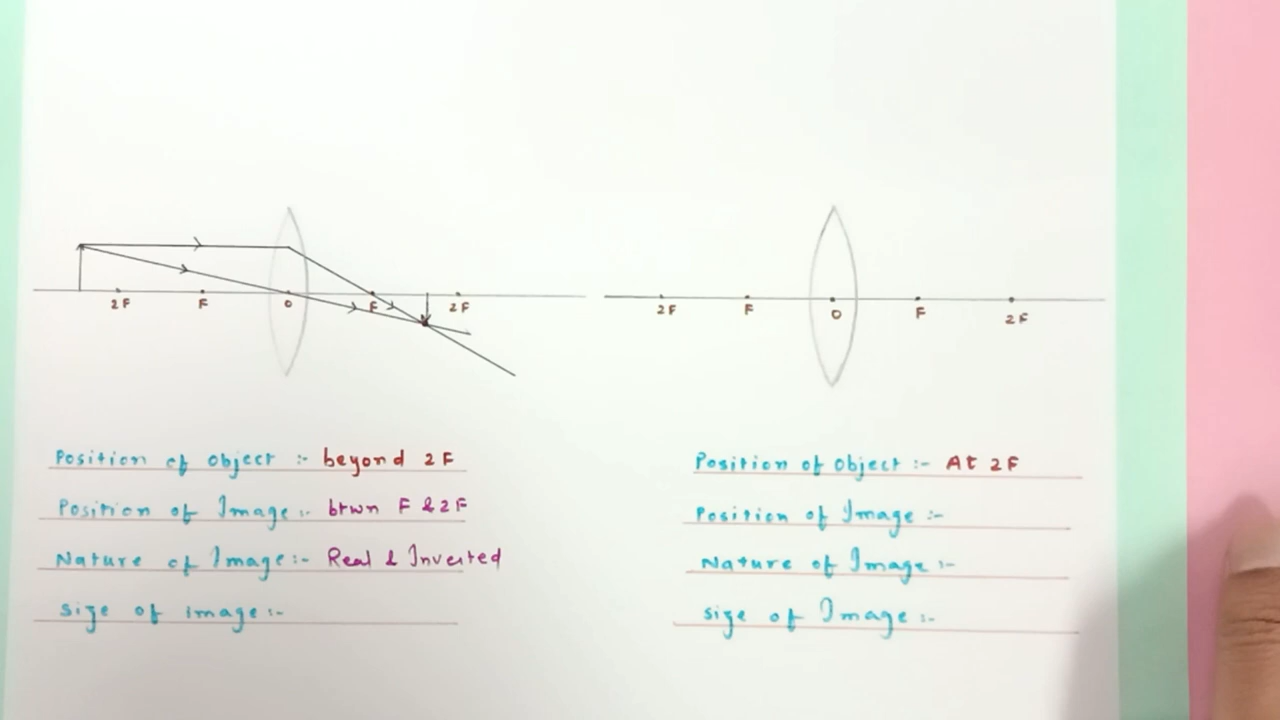 2F F O F 2F
2F F O F 2F
Position of object :- beyond 2F
Position of Image :- btwn F & 2F
Nature of Image :- Real & Inverted
size of image :-
Position of Object :- At 2F
Position of Image :-
Nature of Image :-
size of Image :-